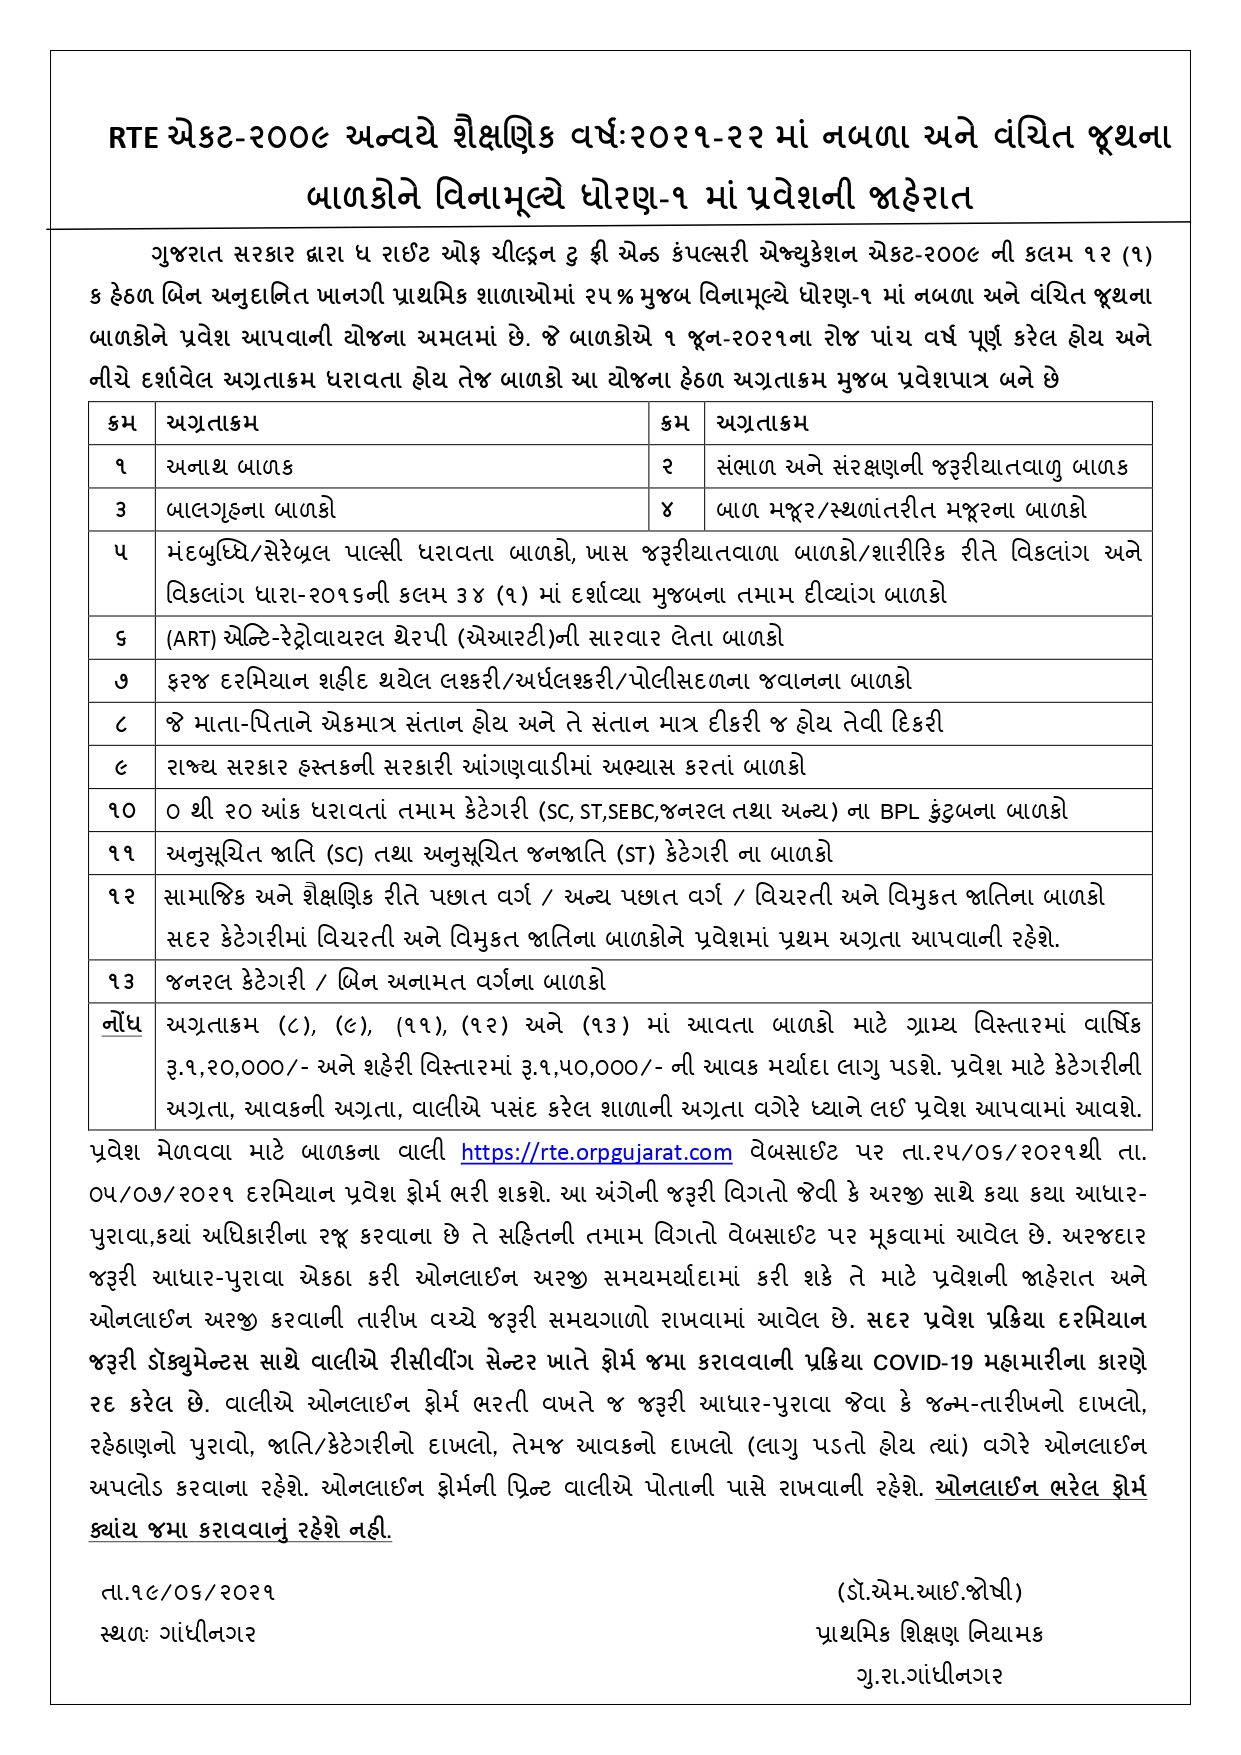 RTE એકટ-૨૦૦૯ અન્વયે શૈક્ષણિક વર્ષઃ૨૦૨૧-૨૨ માં નબળા અને વંચિત જૂથના
બાળકોને વિનામૂલ્યે ધોરણ-૧ માં પ્રવેશની જાહેરાત
ગુજરાત સરકાર દ્વારા ધ રાઈટ ઓફ ચીલ્ડ્રન ટુ ફ્રી એન્ડ કંપલ્સરી એજ્યુકેશન એકટ-૨૦૦૯ ની કલમ ૧૨ (૧)
ક હેઠળ બિન અનુદાનિત ખાનગી પ્રાથમિક શાળાઓમાં ૨૫ % મુજબ વિનામૂલ્યે ધોરણ-૧ માં નબળા અને વંચિત જૂથના
બાળકોને પ્રવેશ આપવાની યોજના અમલમાં છે. જે બાળકોએ ૧ જૂન-૨૦૨૧ના રોજ પાંચ વર્ષ પૂર્ણ કરેલ હોય અને
નીચે દર્શાવેલ અગ્રતાક્રમ ધરાવતા હોય તેજ બાળકો આ યોજના હેઠળ અગ્રતાક્રમ મુજબ પ્રવેશપાત્ર બને છે
ક્રમ અગ્રતાક્રમ ક્રમ અગ્રતાક્રમ
૧ અનાથ બાળક ૨ સંભાળ અને સંરક્ષણની જરૂરીયાતવાળુ બાળક
૩ બાલગૃહના બાળકો ૪ બાળ મજૂર/સ્થળાંતરીત મજૂરના બાળકો
૫ મંદબુધ્ધિ/સેરેબ્રલ પાલ્સી ધરાવતા બાળકો, ખાસ જરૂરીયાતવાળા બાળકો/શારીરિક રીતે વિકલાંગ અને
વિકલાંગ ધારા-૨૦૧૬ની કલમ ૩૪ (૧) માં દર્શાવ્યા મુજબના તમામ દીવ્યાંગ બાળકો
૬ (ART) એન્ટિ-રેટ્રોવાયરલ થેરપી (એઆરટી)ની સારવાર લેતા બાળકો
૭ ફરજ દરમિયાન શહીદ થયેલ લશ્કરી/અર્ધલશ્કરી/પોલીસદળના જવાનના બાળકો
૮ જે માતા-પિતાને એકમાત્ર સંતાન હોય અને તે સંતાન માત્ર દીકરી જ હોય તેવી દિકરી
૯ રાજ્ય સરકાર હસ્તકની સરકારી આંગણવાડીમાં અભ્યાસ કરતાં બાળકો
૧૦ ૦ થી ૨૦ આંક ધરાવતાં તમામ કેટેગરી (SC, ST,SEBC,જનરલ તથા અન્ય) ના BPL કુંટુબના બાળકો
૧૧ અનુસૂચિત જાતિ (SC) તથા અનુસૂચિત જનજાતિ (ST) કેટેગરી ના બાળકો
૧૨ સામાજિક અને શૈક્ષણિક રીતે પછાત વર્ગ / અન્ય પછાત વર્ગ / વિચરતી અને વિમુકત જાતિના બાળકો
સદર કેટેગરીમાં વિચરતી અને વિમુકત જાતિના બાળકોને પ્રવેશમાં પ્રથમ અગ્રતા આપવાની રહેશે.
૧૩ જનરલ કેટેગરી / બિન અનામત વર્ગના બાળકો
નોંધ અગ્રતાક્રમ (૮), (૯), (૧૧), (૧૨) અને (૧૩) માં આવતા બાળકો માટે ગ્રામ્ય વિસ્તારમાં વાર્ષિક
રૂ.૧,૨૦,૦૦૦/- અને શહેરી વિસ્તારમાં રૂ.૧,૫૦,૦૦૦/- ની આવક મર્યાદા લાગુ પડશે. પ્રવેશ માટે કેટેગરીની
અગ્રતા, આવકની અગ્રતા, વાલીએ પસંદ કરેલ શાળાની અગ્રતા વગેરે ધ્યાને લઈ પ્રવેશ આપવામાં આવશે.
પ્રવેશ મેળવવા માટે બાળકના વાલી https://rte.orpgujarat.com વેબસાઈટ પર તા.૨૫/૦૬/૨૦૨૧થી તા.
૦૫/૦૭/૨૦૨૧ દરમિયાન પ્રવેશ ફોર્મ ભરી શકશે. આ અંગેની જરૂરી વિગતો જેવી કે અરજી સાથે કયા કયા આધાર-
પુરાવા,કયાં અધિકારીના રજૂ કરવાના છે તે સહિતની તમામ વિગતો વેબસાઈટ પર મૂકવામાં આવેલ છે. અરજદાર
જરૂરી આધાર-પુરાવા એકઠા કરી ઓનલાઈન અરજી સમયમર્યાદામાં કરી શકે તે માટે પ્રવેશની જાહેરાત અને
ઓનલાઈન અરજી કરવાની તારીખ વચ્ચે જરૂરી સમયગાળો રાખવામાં આવેલ છે. સદર પ્રવેશ પ્રક્રિયા દરમિયાન
જરૂરી ડૉક્યુમેન્ટસ સાથે વાલીએ રીસીવીંગ સેન્ટર ખાતે ફોર્મ જમા કરાવવાની પ્રક્રિયા COVID-19 મહામારીના કારણે
રદ કરેલ છે. વાલીએ ઓનલાઈન ફોર્મ ભરતી વખતે જ જરૂરી આધાર-પુરાવા જેવા કે જન્મ-તારીખનો દાખલો,
રહેઠાણનો પુરાવો, જાતિ/કેટેગરીનો દાખલો, તેમજ આવકનો દાખલો (લાગુ પડતો હોય ત્યાં) વગેરે ઓનલાઈન
અપલોડ કરવાના રહેશે. ઓનલાઈન ફોર્મની પ્રિન્ટ વાલીએ પોતાની પાસે રાખવાની રહેશે. ઓનલાઈન ભરેલ ફોર્મ
ક્યાંય જમા કરાવવાનું રહેશે નહી.
તા.૧૯/૦૬/૨૦૨૧ (ડૉ.એમ.આઈ.જોષી)
સ્થળઃ ગાંધીનગર પ્રાથમિક શિક્ષણ નિયામક
ગુ.રા.ગાંધીનગર